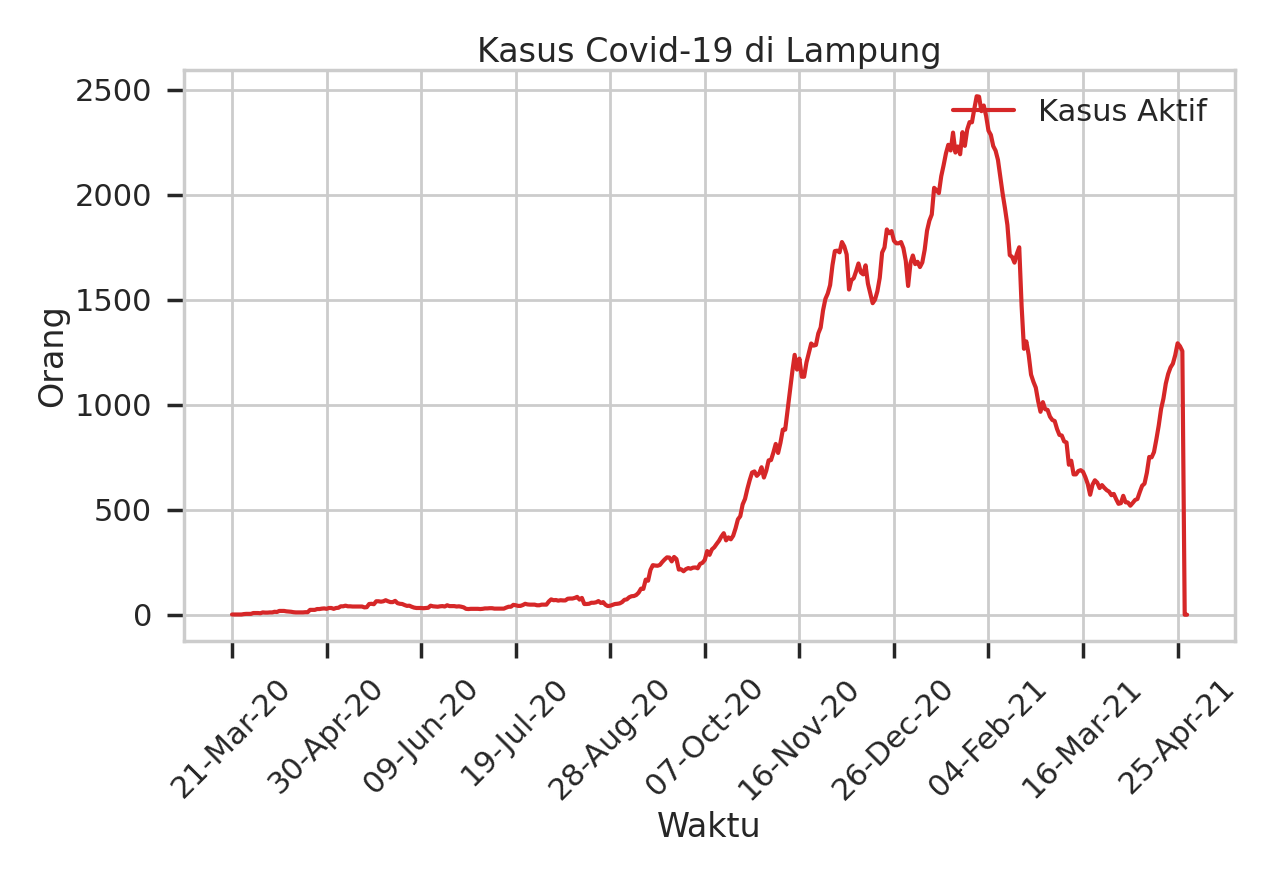 Kasus Covid-19 di Lampung
Kasus Aktif
Orang
2500
2000
1500
1000
500
0
21-Mar-20
30-Apr-20
09-Jun-20
19-Jul-20
28-Aug-20
07-Oct-20
16-Nov-20
26-Dec-20
04-Feb-21
16-Mar-21
25-Apr-21
Waktu